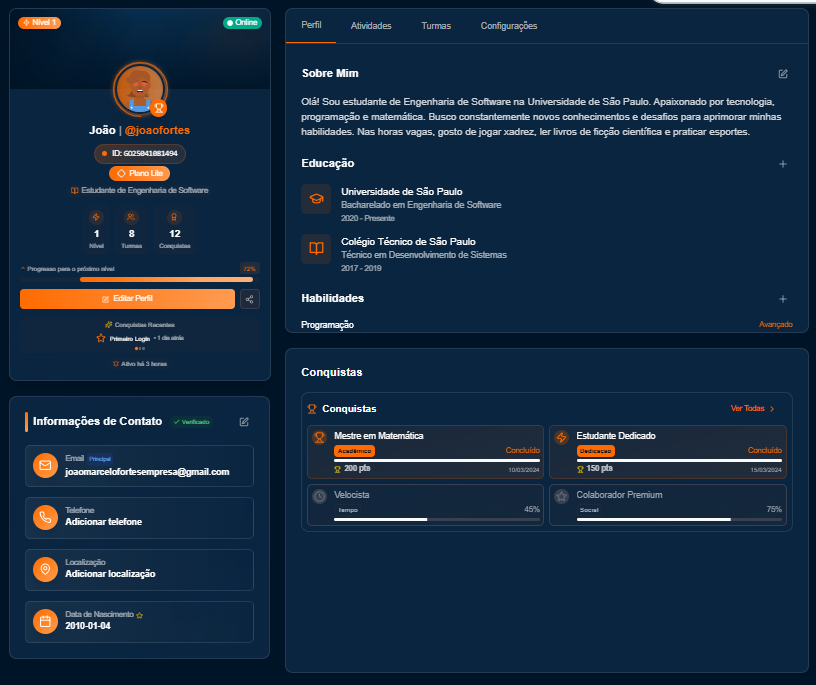 Nível 1
Online
João | @joaofortes
ID: GO25041081494
Plano Lite
Estudante de Engenharia de Software
1
8
12
Nível
Turmas
Conquistas
Progresso para o próximo nível
72%
Editar Perfil
Conquistas Recentes
Primeiro Login • 1 dia atrás
Ativo há 3 horas
Informações de Contato
Verificado
Email Principal
joaomarcelofortesempresa@gmail.com
Telefone
Adicionar telefone
Localização
Adicionar localização
Data de Nascimento
2010-01-04
Perfil
Atividades
Turmas
Configurações
Sobre Mim
Olá! Sou estudante de Engenharia de Software na Universidade de São Paulo. Apaixonado por tecnologia,
programação e matemática. Busco constantemente novos conhecimentos e desafios para aprimorar minhas
habilidades. Nas horas vagas, gosto de jogar xadrez, ler livros de ficção científica e praticar esportes.
Educação
Universidade de São Paulo
Bacharelado em Engenharia de Software
2020 - Presente
Colégio Técnico de São Paulo
Técnico em Desenvolvimento de Sistemas
2017 - 2019
Habilidades
Programação
Avançado
Conquistas
Conquistas
Ver Todas
Mestre em Matemática
Acadêmico
Concluído
200 pts
10/03/2024
Estudante Dedicado
Dedicação
Concluído
150 pts
15/03/2024
Velocista
Tempo
45%
Colaborador Premium
Social
75%